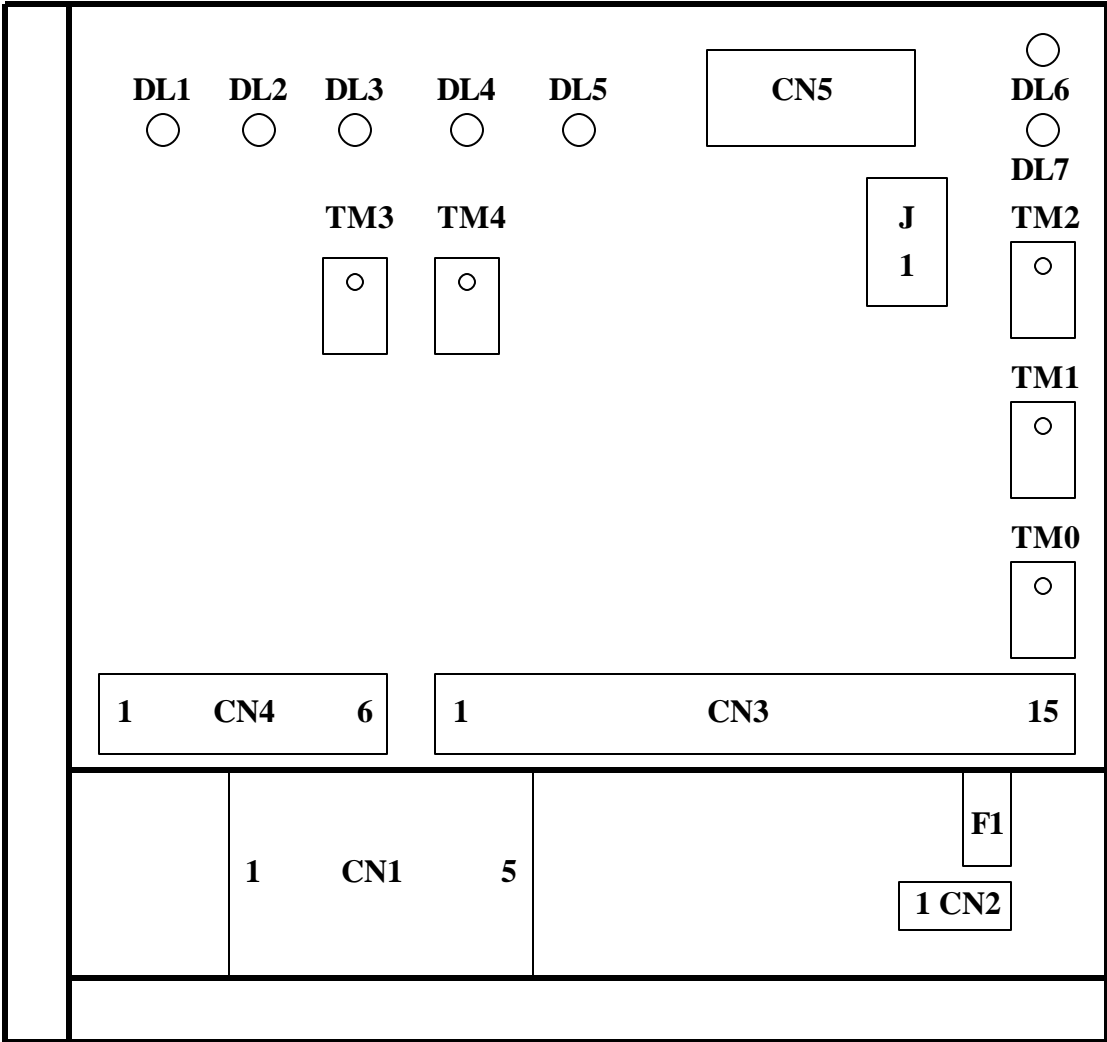 DL1 DL2 DL3 DL4 DL5 CN5 DL6
DL7
TM3 TM4 J TM2
1
TM1
TM0
1 CN4 6 1 CN3 15
F1
1 CN1 5
1 CN2